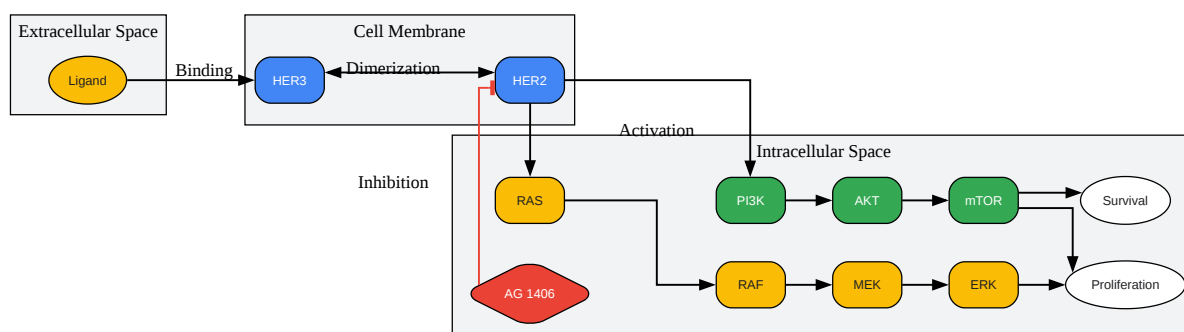 Extracellular Space
Cell Membrane
Ligand
Binding
HER3
Dimerization
HER2
Activation
Intracellular Space
Inhibition
RAS
PI3K
AKT
mTOR
Survival
AG 1406
RAF
MEK
ERK
Proliferation